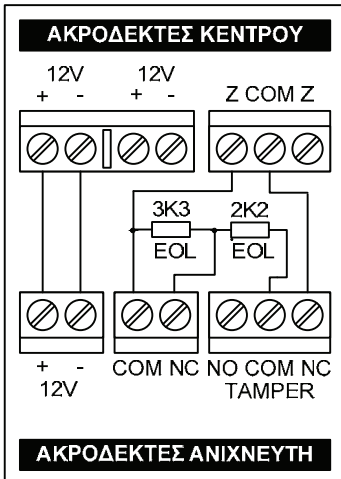 ΑΚΡΟΔΕΚΤΕΣ ΚΕΝΤΡΟΥ
12V 12V
+ - + - Z COM Z
3K3 2K2
EOL EOL
+ - COM NC NO COM NC
12V TAMPER
ΑΚΡΟΔΕΚΤΕΣ ΑΝΙΧΝΕΥΤΗ